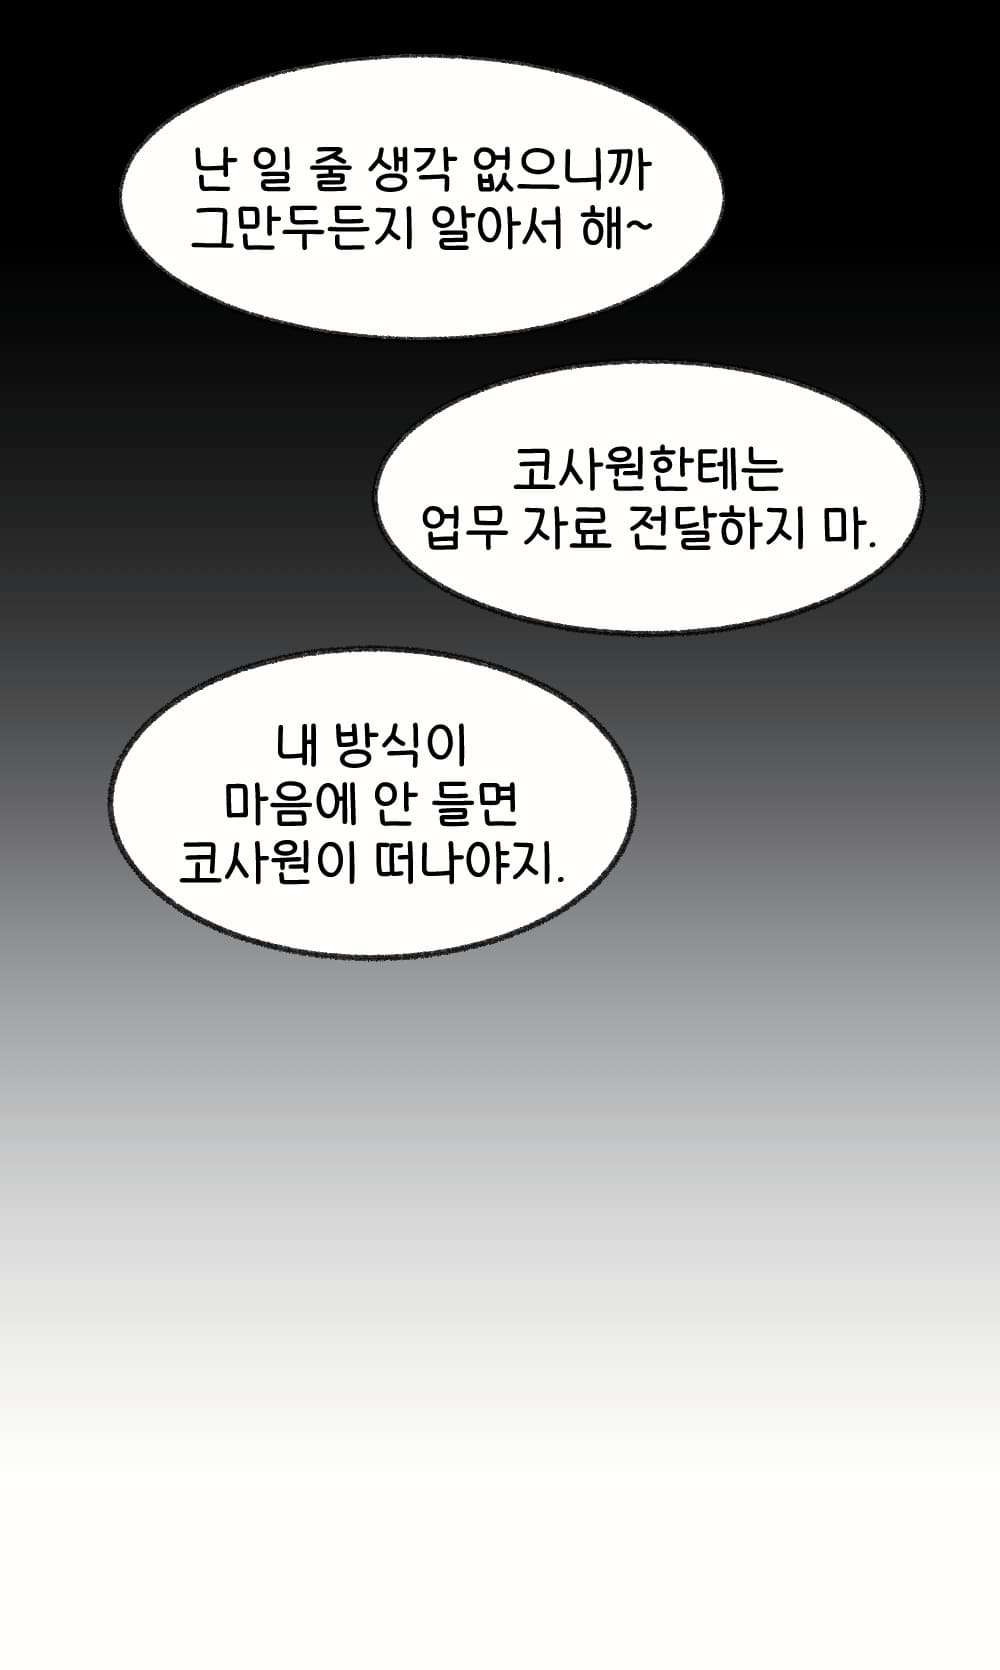 난 일 줄 생각 없으니까
그만두든지 알아서 해~
코사원한테는
업무 자료 전달하지 마.
내 방식이
마음에 안 들면
코사원이 떠나야지.